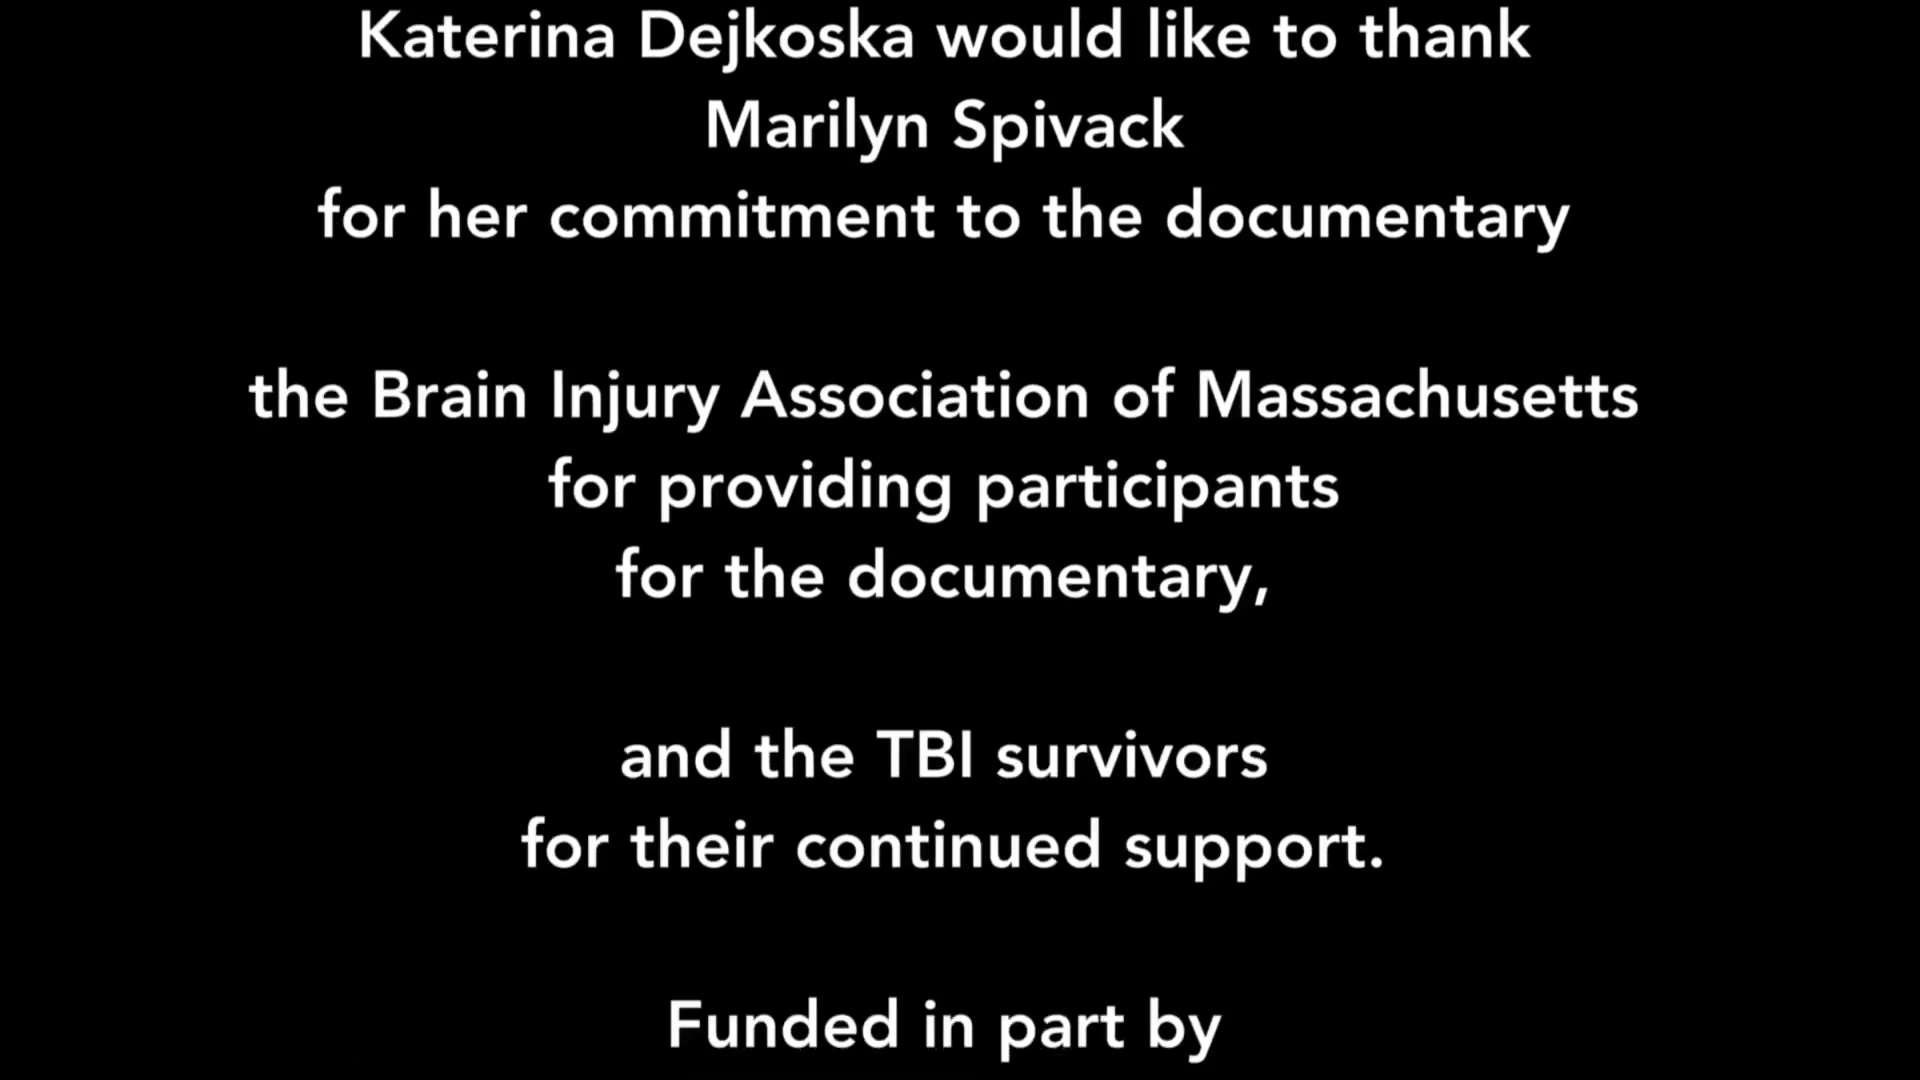 Katerina Dejkoska would like to thank
Marilyn Spivack
for her commitment to the documentary
the Brain Injury Association of Massachusetts
for providing participants
for the documentary,
and the TBI survivors
for their continued support.
Funded in part by